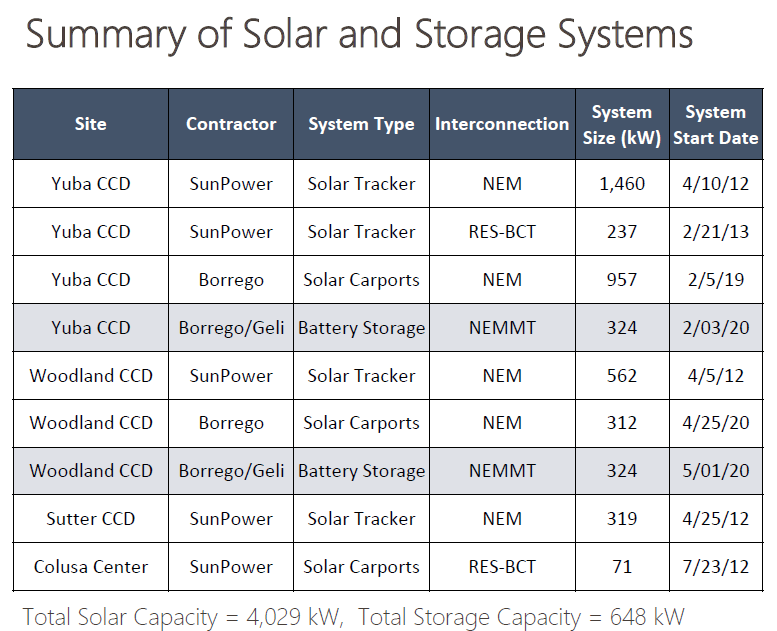 Summary of Solar and Storage Systems
Site Contractor System Type Interconnection System Size (kW) System Start Date
Yuba CCD SunPower Solar Tracker NEM 1,460 4/10/12
Yuba CCD SunPower Solar Tracker RES-BCT 237 2/21/13
Yuba CCD Borrego Solar Carports NEM 957 2/5/19
Yuba CCD Borrego/Geli Battery Storage NEMMT 324 2/03/20
Woodland CCD SunPower Solar Tracker NEM 562 4/5/12
Woodland CCD Borrego Solar Carports NEM 312 4/25/20
Woodland CCD Borrego/Geli Battery Storage NEMMT 324 5/01/20
Sutter CCD SunPower Solar Tracker NEM 319 4/25/12
Colusa Center SunPower Solar Carports RES-BCT 71 7/23/12
Total Solar Capacity = 4,029 kW, Total Storage Capacity = 648 kW